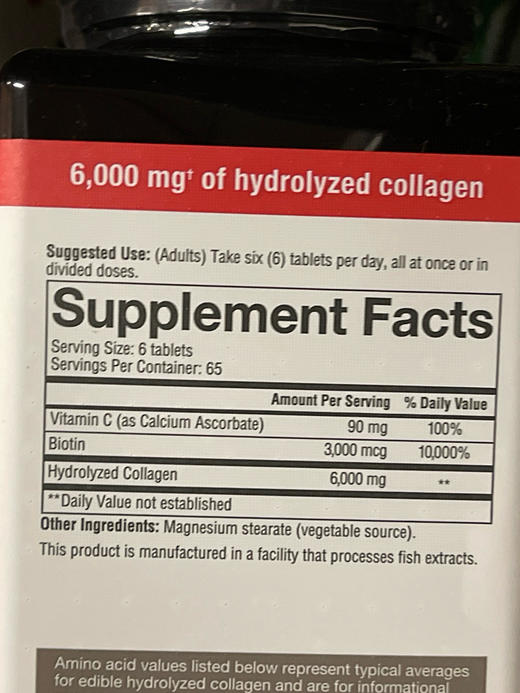 6,000 mg† of hydrolyzed collagen
Suggested Use: (Adults) Take six (6) tablets per day, all at once or in
divided doses.
Supplement Facts
Serving Size: 6 tablets
Servings Per Container: 65
Amount Per Serving % Daily Value
Vitamin C (as Calcium Ascorbate) 90 mg 100%
Biotin 3,000 mcg 10,000%
Hydrolyzed Collagen 6,000 mg **
**Daily Value not established
Other Ingredients: Magnesium stearate (vegetable source).
This product is manufactured in a facility that processes fish extracts.
Amino acid values listed below represent typical averages
for edible hydrolyzed collagen and are for informational